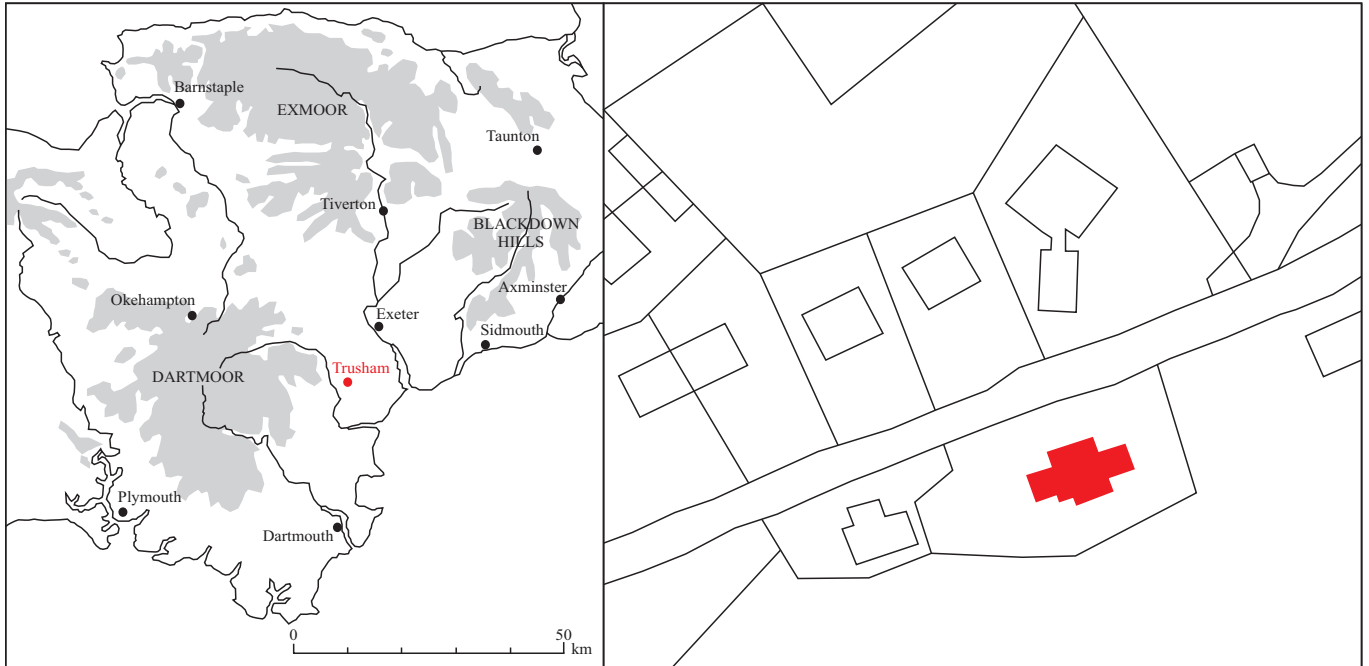 Barnstaple
EXMOOR
Taunton
Tiverton
BLACKDOWN
HILLS
Axminster
Okehampton
Exeter
Sidmouth
Trusham
DARTMOOR
Plymouth
Dartmouth
0
50
km